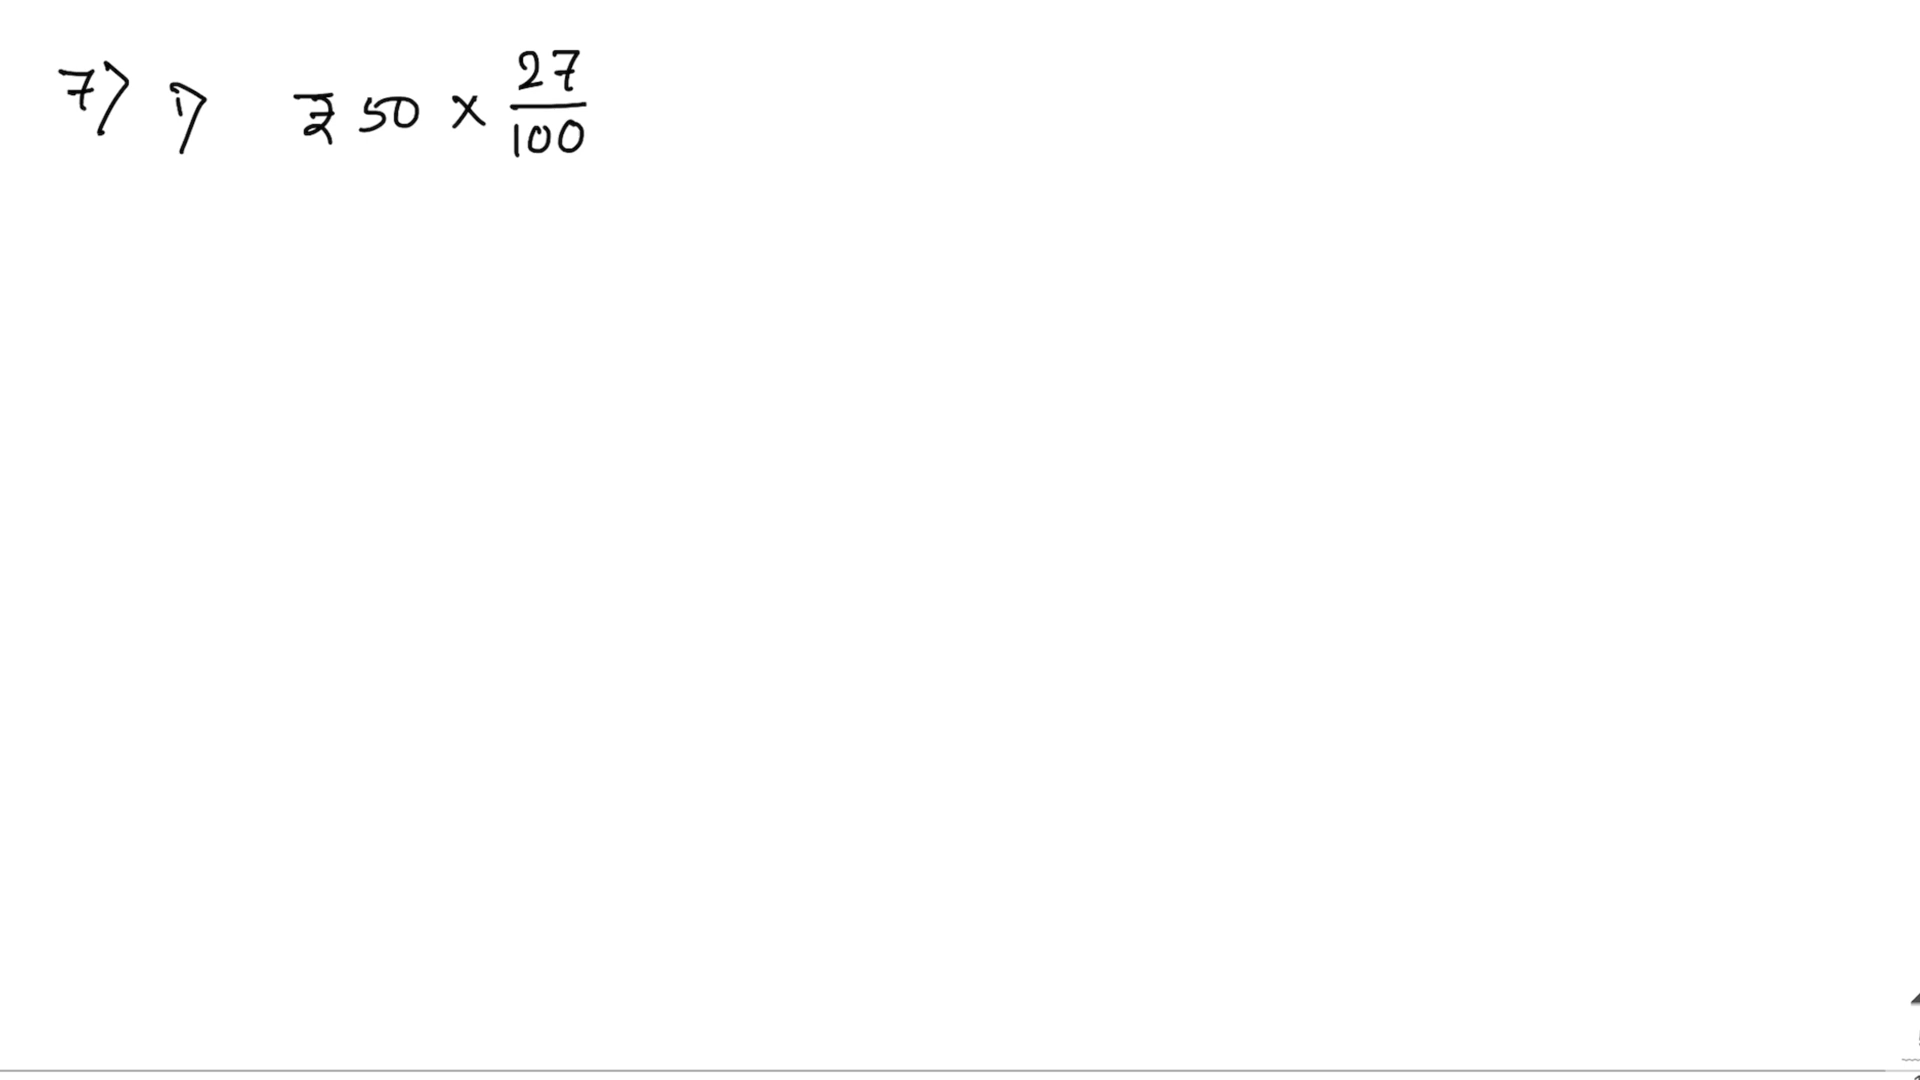 7) i) ₹ 50 × 27/100